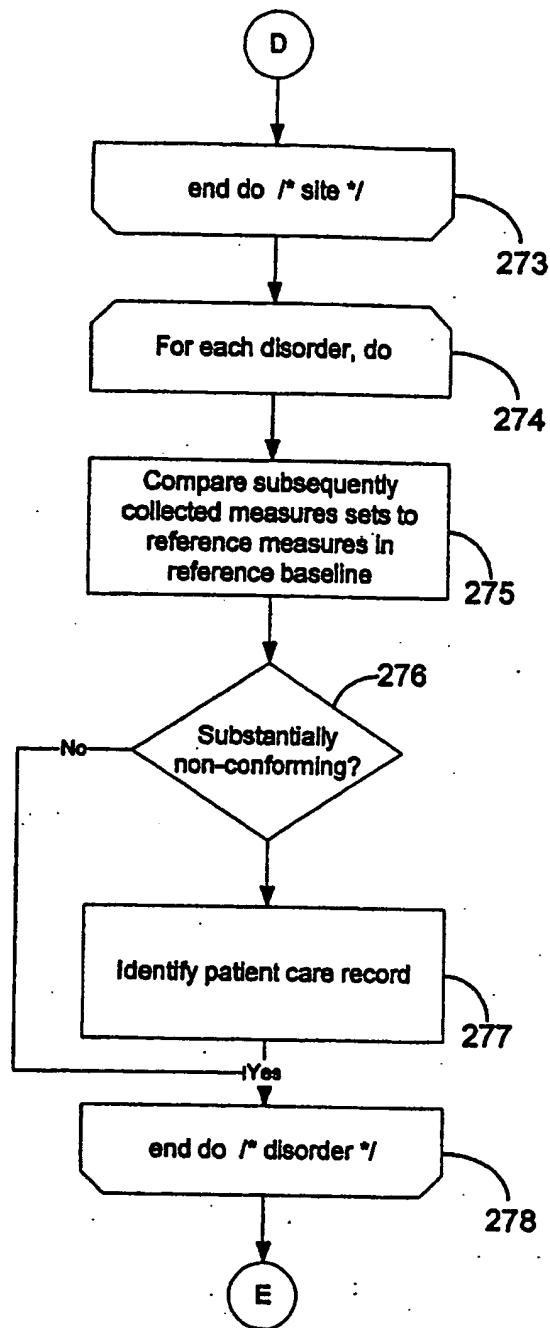 D
end do /* site */
273
For each disorder, do
274
Compare subsequently
collected measures sets to
reference measures in
reference baseline
275
276
Substantially
non-conforming?
No
Identify patient care record
277
Yes
end do /* disorder */
278
E